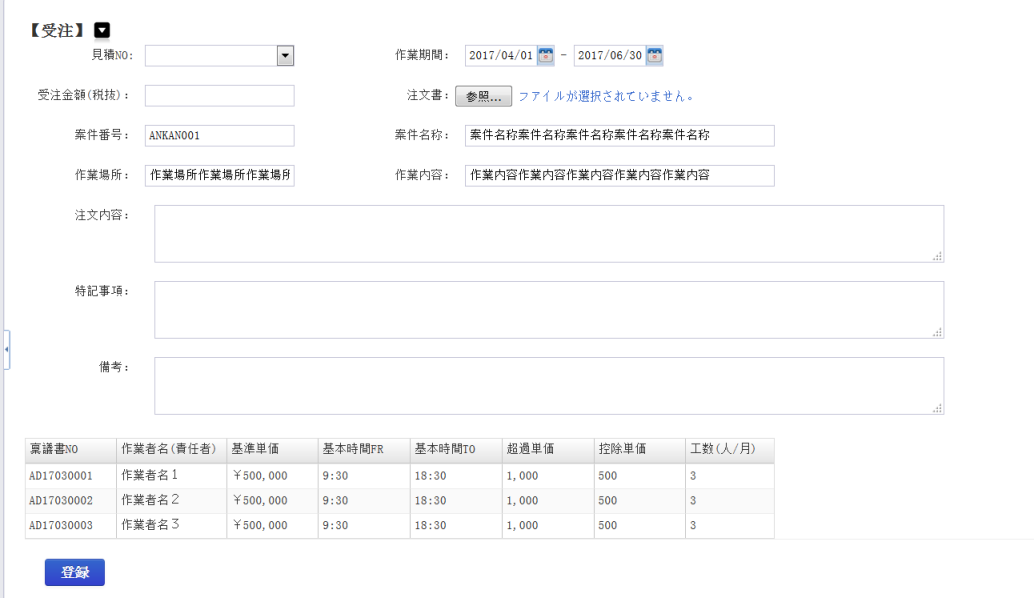 【受注】
見積NO:
作業期間: 2017/04/01 - 2017/06/30
受注金額(税抜):
注文書: 参照... ファイルが選択されていません。
案件番号: ANKAN001
案件名称: 案件名称案件名称案件名称案件名称案件名称
作業場所: 作業場所作業場所作業場所
作業内容: 作業内容作業内容作業内容作業内容作業内容
注文内容:
特記事項:
備考:
稟議書NO 作業者名(責任者) 基準単価 基本時間FR 基本時間TO 超過単価 控除単価 工数(人/月)
AD17030001 作業者名1 ¥500,000 9:30 18:30 1,000 500 3
AD17030002 作業者名2 ¥500,000 9:30 18:30 1,000 500 3
AD17030003 作業者名3 ¥500,000 9:30 18:30 1,000 500 3
登録